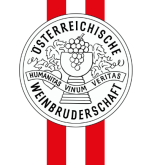 ÖSTERREICHISCHE
HUMANITAS VINUM VERITAS
WEINBRUDERSCHAFT